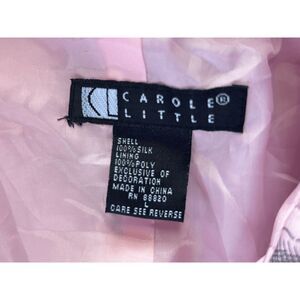 CL CAROLE®
LITTLE
SHELL
100%SILK
LINING
100%POLY
EXCLUSIVE OF
DECORATION
MADE IN CHINA
RN 88820
L
CARE SEE REVERSE